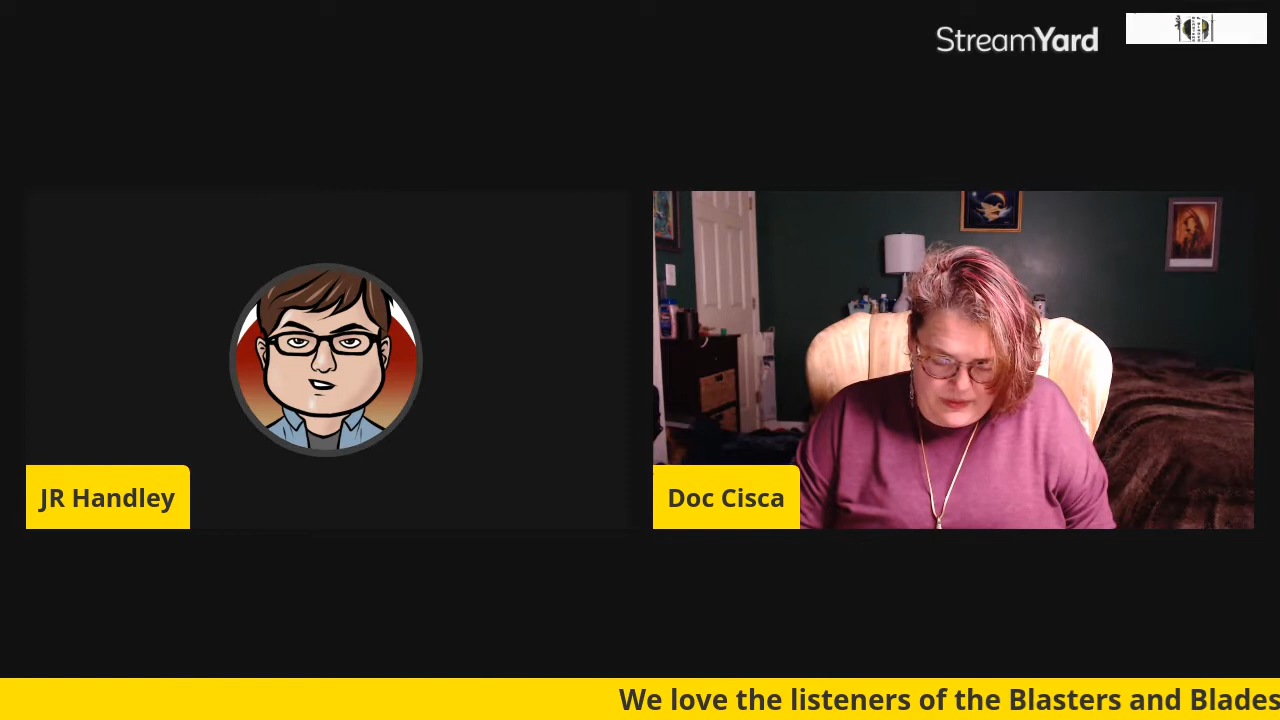 StreamYard
JR Handley
Doc Cisca
We love the listeners of the Blasters and Blades